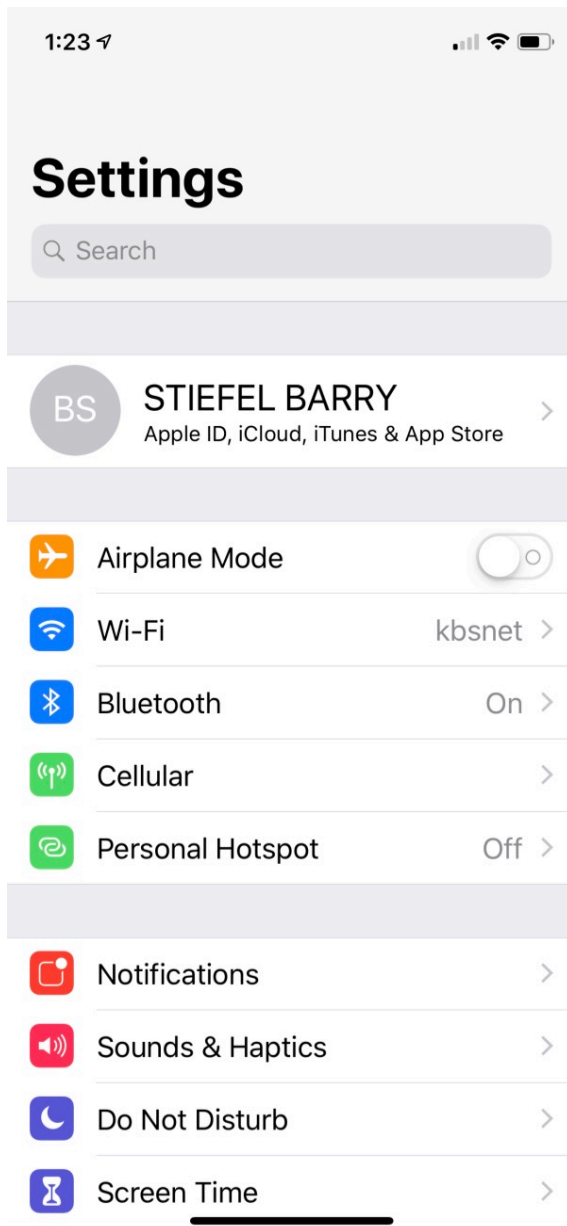 1:23
Settings
Search
BS
STIEFEL BARRY
Apple ID, iCloud, iTunes & App Store
Airplane Mode
Wi-Fi kbsnet
Bluetooth On
Cellular
Personal Hotspot Off
Notifications
Sounds & Haptics
Do Not Disturb
Screen Time